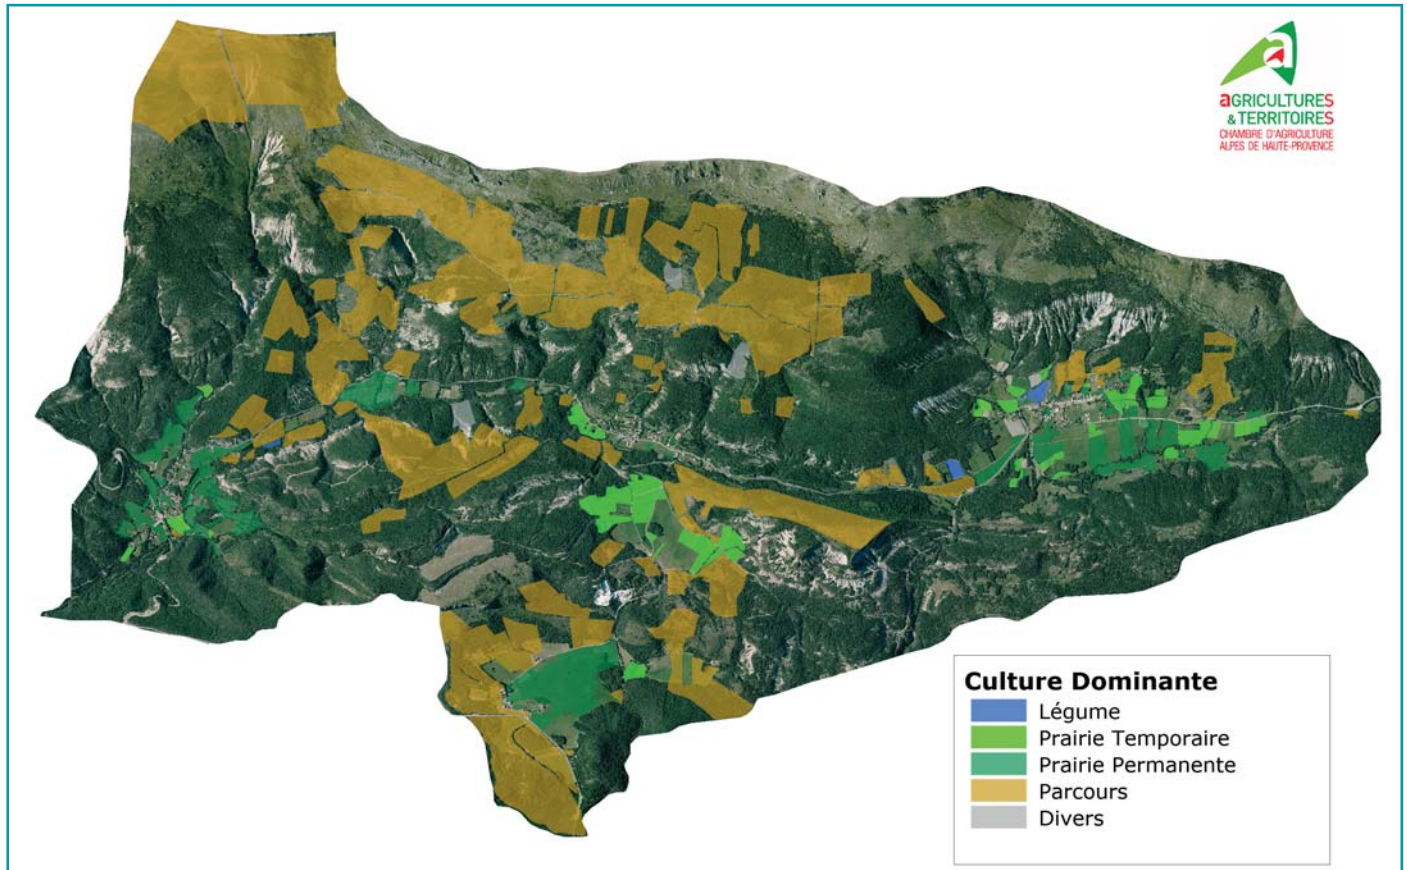 a
aGRICULTURES
& TERRITOIRES
CHAMBRE D'AGRICULTURE
ALPES DE HAUTE-PROVENCE
Culture Dominante
Légume
Prairie Temporaire
Prairie Permanente
Parcours
Divers